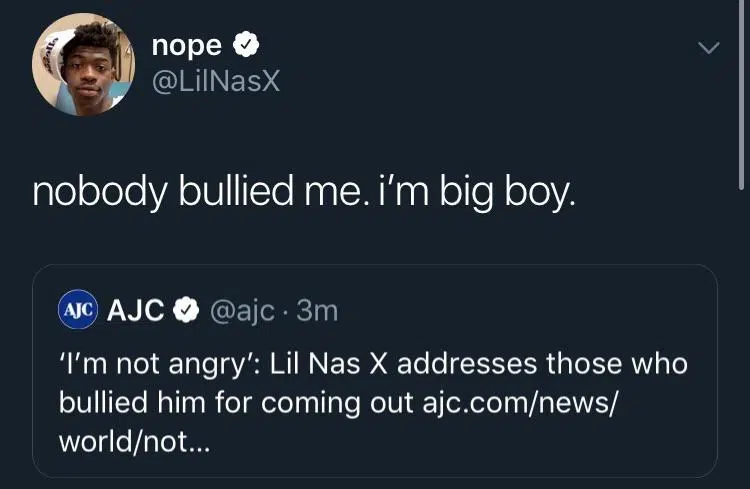 nope
@LilNasX
nobody bullied me. i'm big boy.
AJC AJC @ajc · 3m
'I'm not angry': Lil Nas X addresses those who
bullied him for coming out ajc.com/news/
world/not...